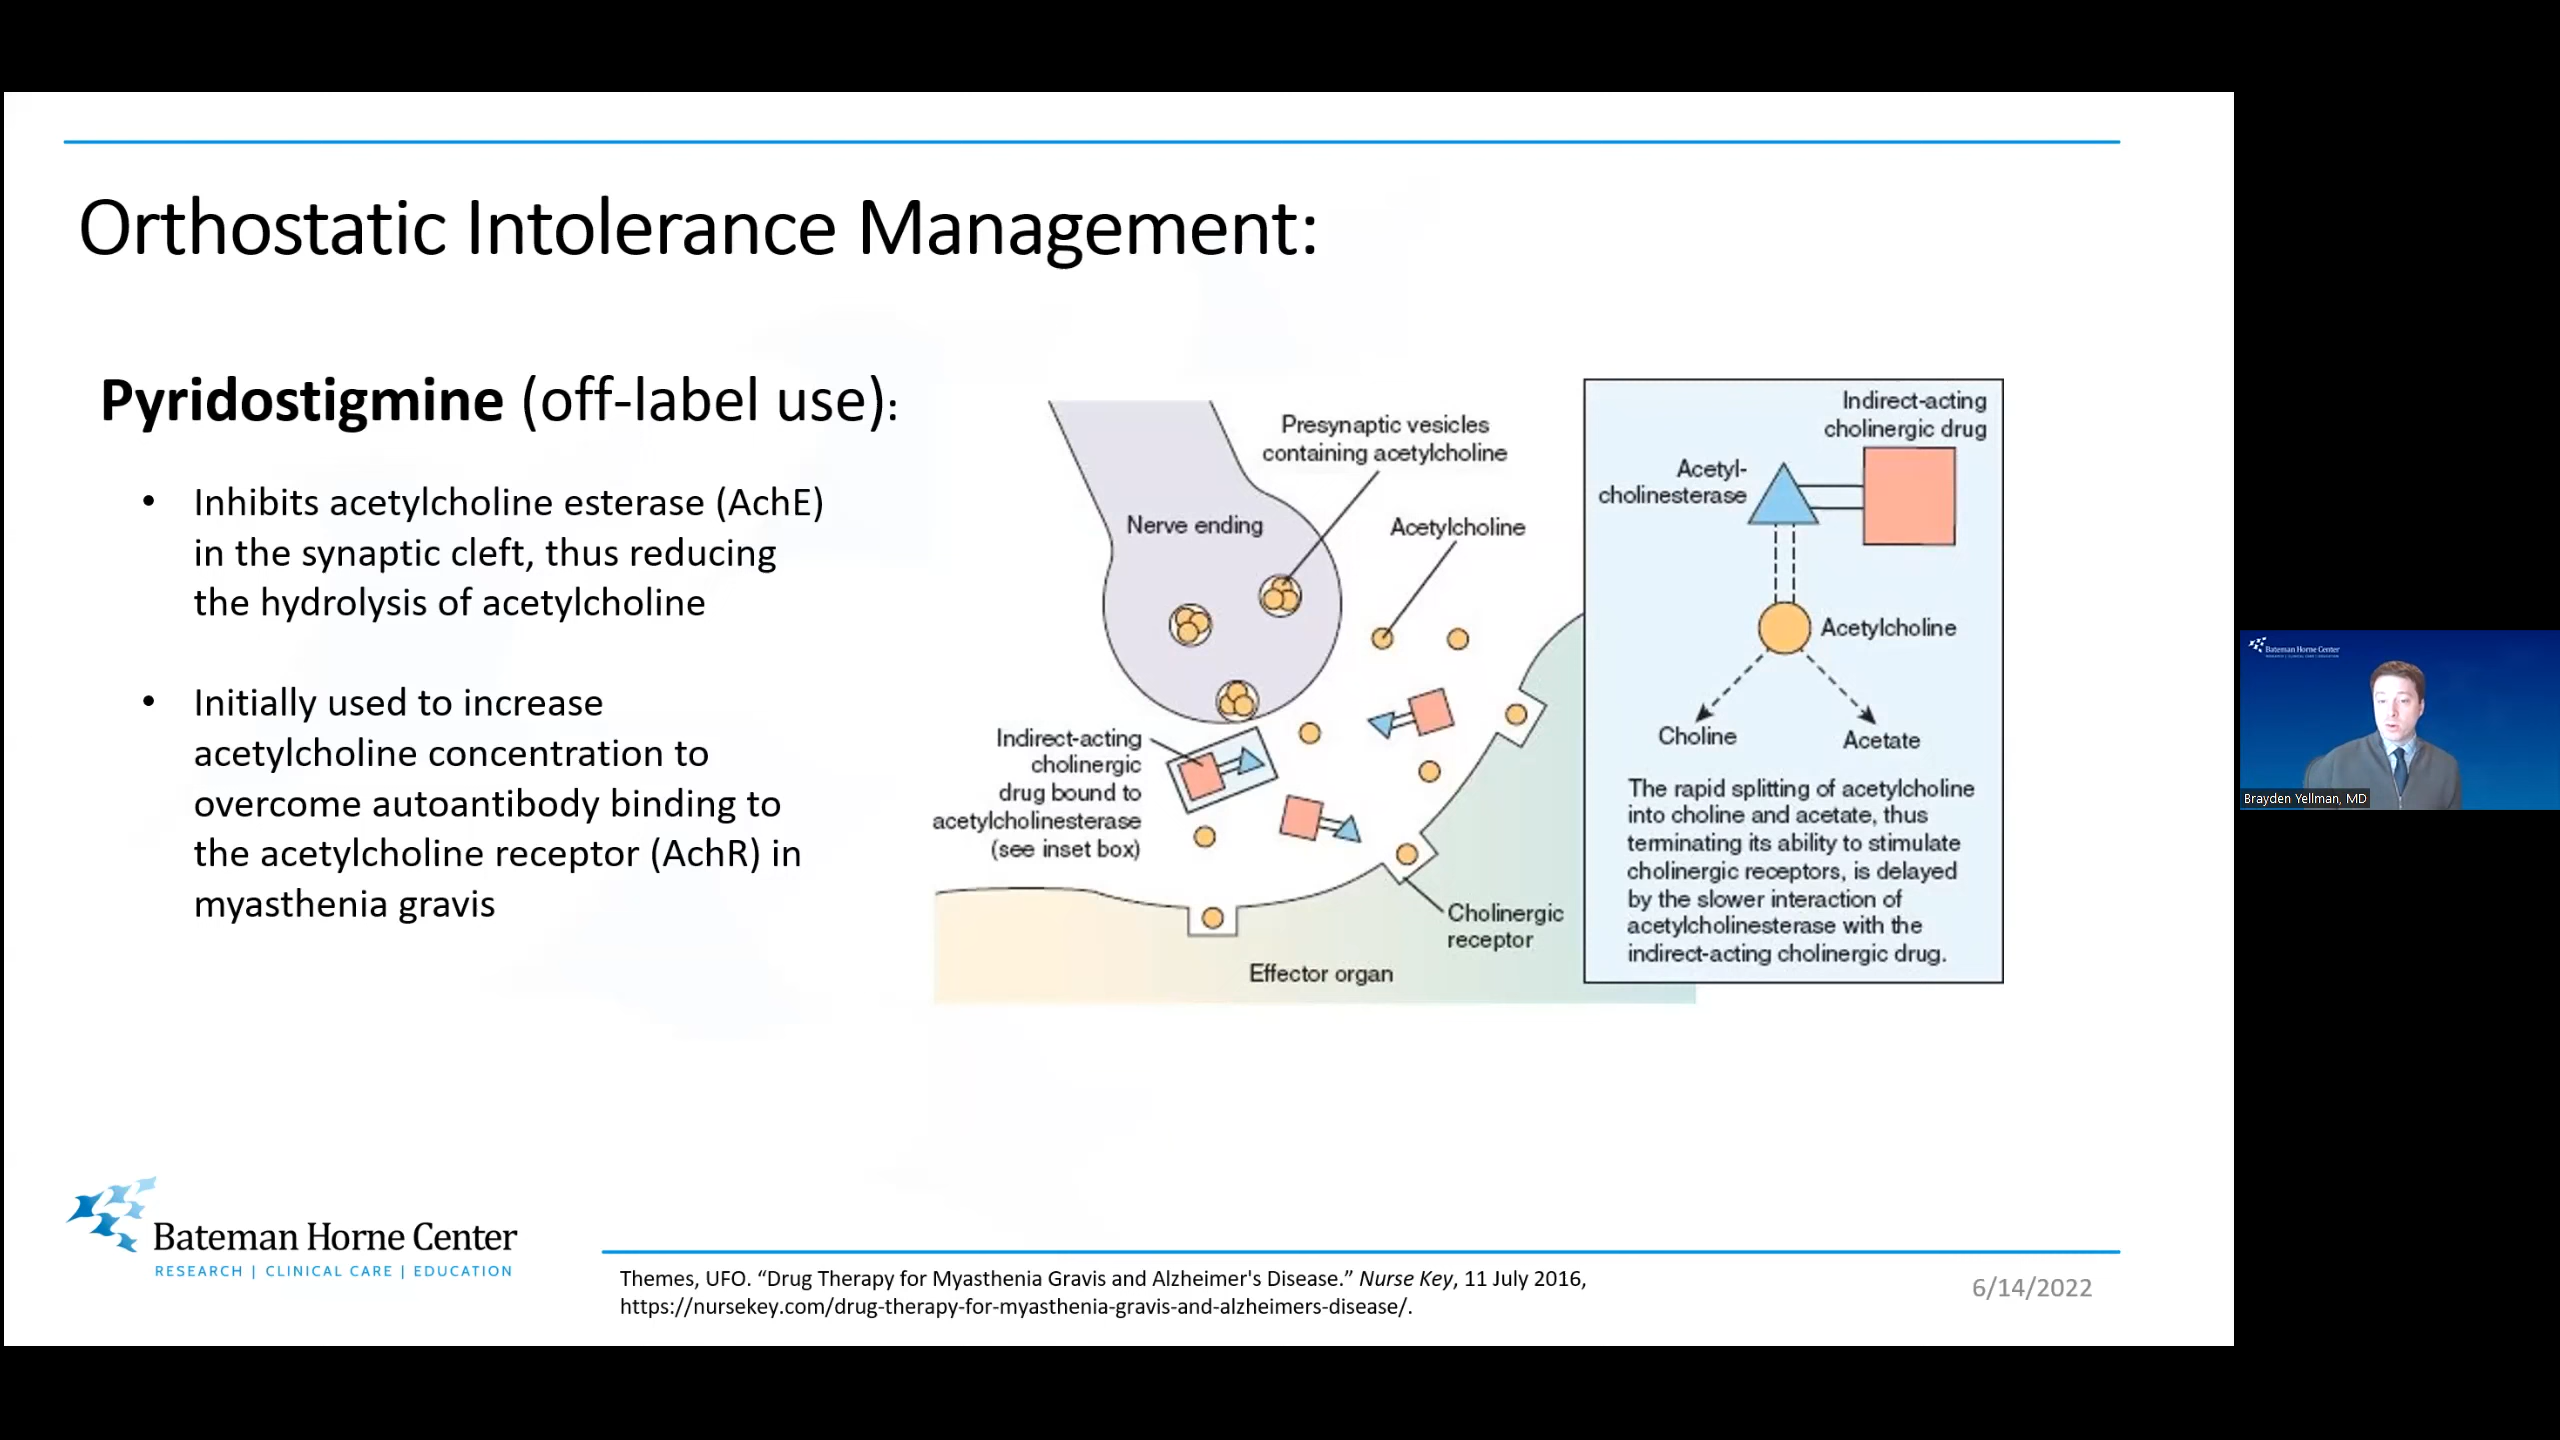 Orthostatic Intolerance Management:
Pyridostigmine (off-label use):
• Inhibits acetylcholine esterase (AchE)
in the synaptic cleft, thus reducing
the hydrolysis of acetylcholine
• Initially used to increase
acetylcholine concentration to
overcome autoantibody binding to
the acetylcholine receptor (AchR) in
myasthenia gravis
Presynaptic vesicles
containing acetylcholine
Nerve ending
Acetylcholine
Indirect-acting
cholinergic
drug bound to
acetylcholinesterase
(see inset box)
Cholinergic
receptor
Effector organ
Indirect-acting
cholinergic drug
Acetyl-
cholinesterase
Acetylcholine
Choline
Acetate
The rapid splitting of acetylcholine
into choline and acetate, thus
terminating its ability to stimulate
cholinergic receptors, is delayed
by the slower interaction of
acetylcholinesterase with the
indirect-acting cholinergic drug.
Bateman Horne Center
RESEARCH | CLINICAL CARE | EDUCATION
Themes, UFO. “Drug Therapy for Myasthenia Gravis and Alzheimer's Disease.” Nurse Key, 11 July 2016,
https://nursekey.com/drug-therapy-for-myasthenia-gravis-and-alzheimers-disease/.
6/14/2022
Bateman Horne Center
RESEARCH | CLINICAL CARE | EDUCATION
Brayden Yellman, MD